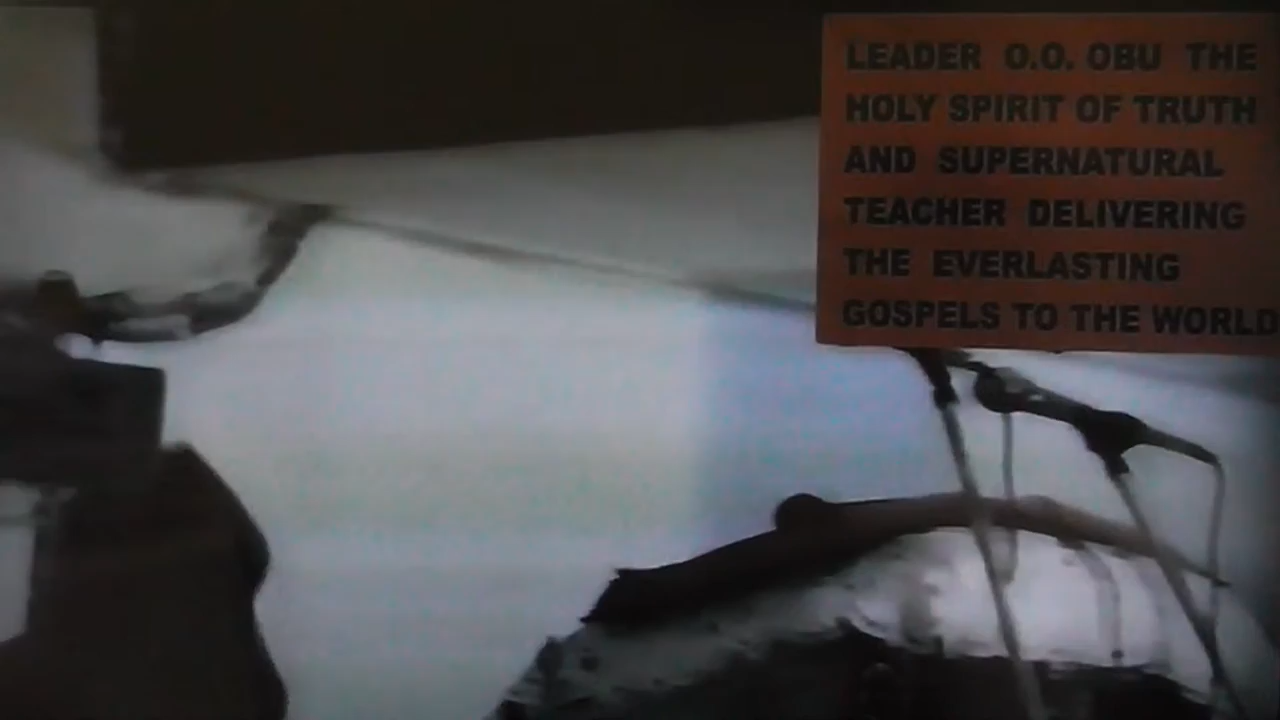 LEADER O.O. OBU THE
HOLY SPIRIT OF TRUTH
AND SUPERNATURAL
TEACHER DELIVERING
THE EVERLASTING
GOSPELS TO THE WORLD